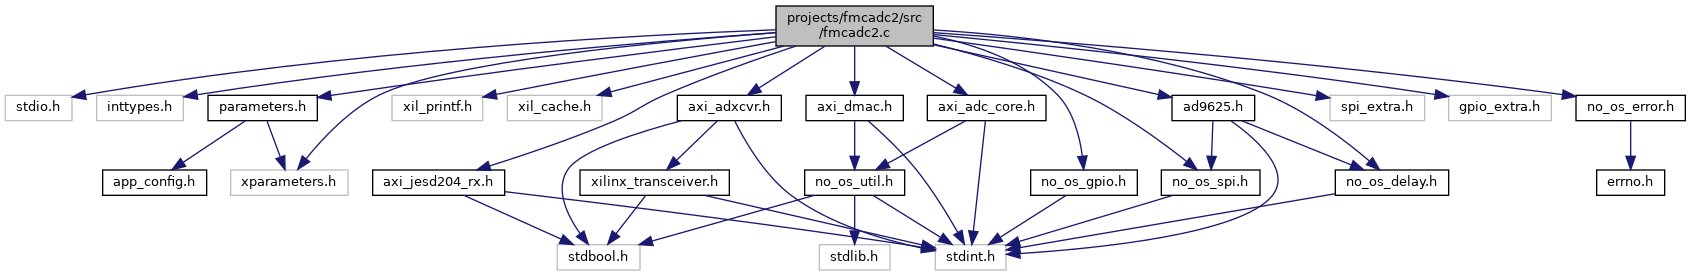 projects/fmcadc2/src
/fmcadc2.c
stdio.h
inttypes.h
parameters.h
xil_printf.h
xil_cache.h
axi_adxcvr.h
axi_dmac.h
axi_adc_core.h
ad9625.h
spi_extra.h
gpio_extra.h
no_os_error.h
app_config.h
xparameters.h
axi_jesd204_rx.h
xilinx_transceiver.h
no_os_util.h
no_os_gpio.h
no_os_spi.h
no_os_delay.h
errno.h
stdbool.h
stdlib.h
stdint.h